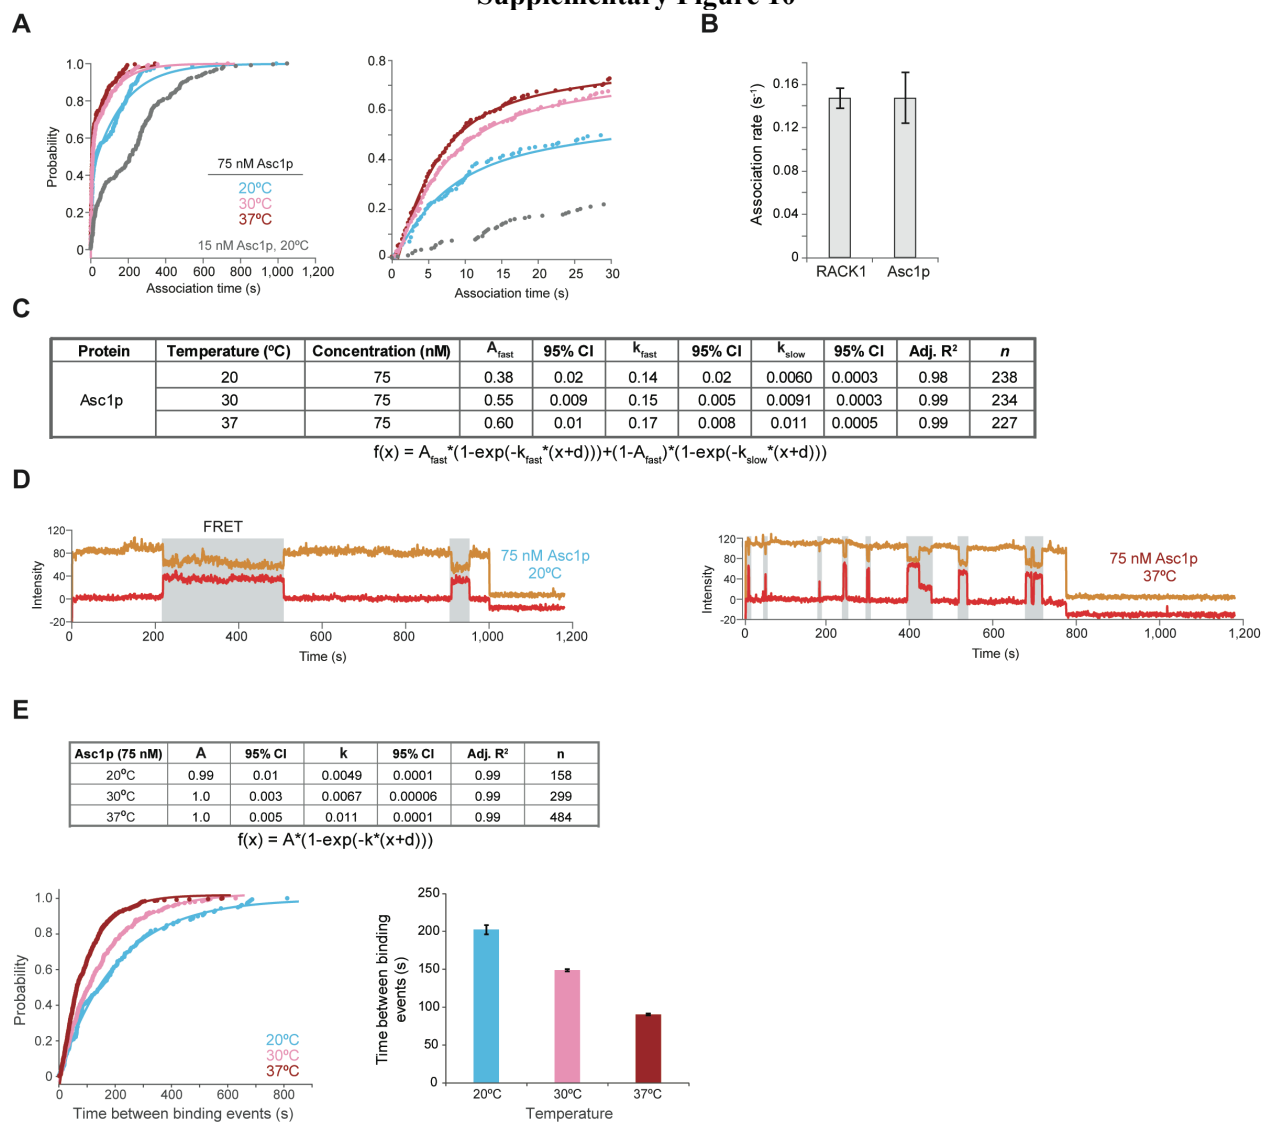 Supplementary Figure 10
A
B
1.0
0.8
0.6
0.4
0.2
0
Probability
75 nM Asc1p
20ºC
30ºC
37ºC
15 nM Asc1p, 20ºC
0 200 400 600 800 1,000 1,200
Association time (s)
0.8
0.6
0.4
0.2
0
0 5 10 15 20 25 30
Association time (s)
Association rate (s-1)
0.16
0.12
0.08
0.04
0
RACK1 Asc1p
C
Protein Temperature (ºC) Concentration (nM) Afast 95% CI kfast 95% CI kslow 95% CI Adj. R² n
Asc1p
20 75 0.38 0.02 0.14 0.02 0.0060 0.0003 0.98 238
30 75 0.55 0.009 0.15 0.005 0.0091 0.0003 0.99 234
37 75 0.60 0.01 0.17 0.008 0.011 0.0005 0.99 227
f(x) = Afast*(1-exp(-kfast*(x+d)))+(1-Afast)*(1-exp(-kslow*(x+d)))
D
FRET
Intensity
120
80
40
0
-20
0 200 400 600 800 1,000 1,200
Time (s)
75 nM Asc1p
20ºC
Intensity
120
80
40
0
-20
0 200 400 600 800 1,000 1,200
Time (s)
75 nM Asc1p
37ºC
E
Asc1p (75 nM) A 95% CI k 95% CI Adj. R² n
20ºC 0.99 0.01 0.0049 0.0001 0.99 158
30ºC 1.0 0.003 0.0067 0.00006 0.99 299
37ºC 1.0 0.005 0.011 0.0001 0.99 484
f(x) = A*(1-exp(-k*(x+d)))
Probability
1.0
0.8
0.6
0.4
0.2
0
20ºC
30ºC
37ºC
0 200 400 600 800
Time between binding events (s)
Time between binding
events (s)
250
200
150
100
50
0
20ºC 30ºC 37ºC
Temperature